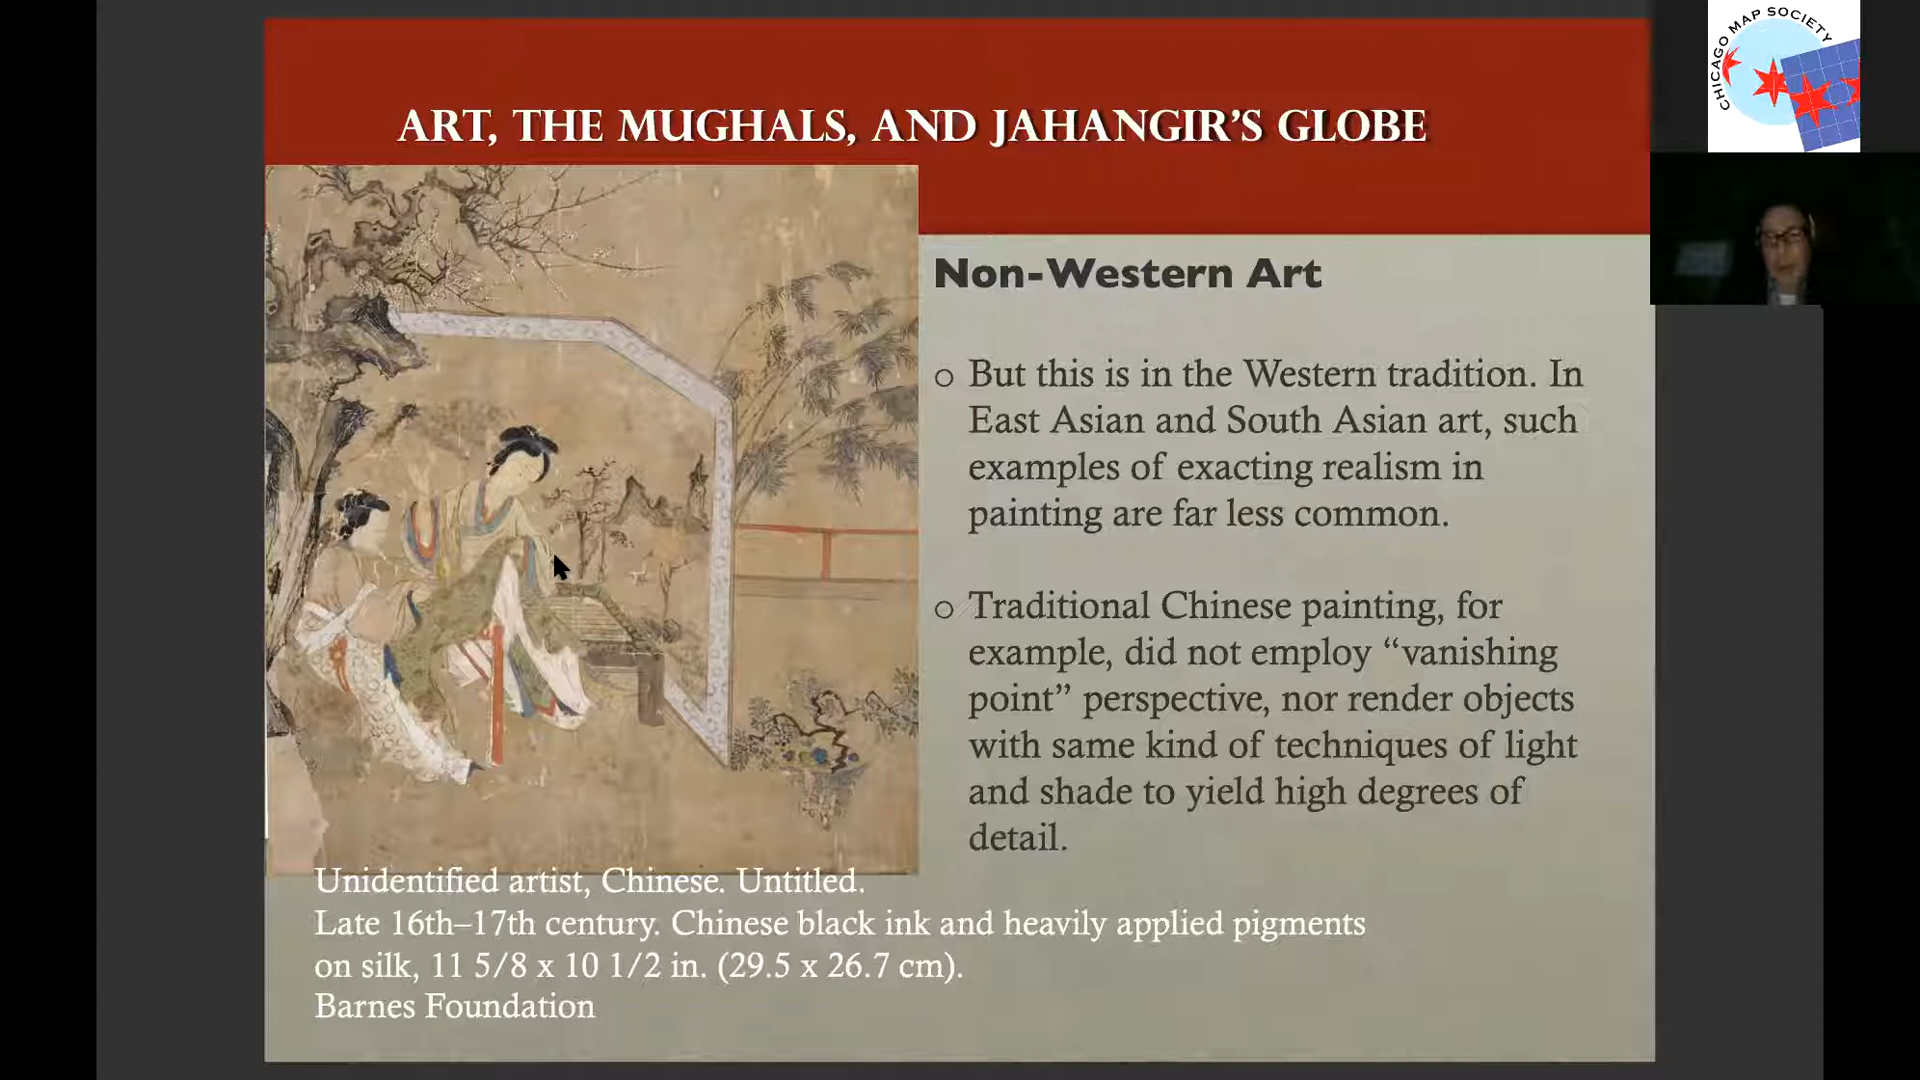 CHICAGO MAP SOCIETY
ART, THE MUGHALS, AND JAHANGIR’S GLOBE
Non-Western Art
o But this is in the Western tradition. In
East Asian and South Asian art, such
examples of exacting realism in
painting are far less common.
o Traditional Chinese painting, for
example, did not employ “vanishing
point” perspective, nor render objects
with same kind of techniques of light
and shade to yield high degrees of
detail.
Unidentified artist, Chinese. Untitled.
Late 16th–17th century. Chinese black ink and heavily applied pigments
on silk, 11 5/8 x 10 1/2 in. (29.5 x 26.7 cm).
Barnes Foundation